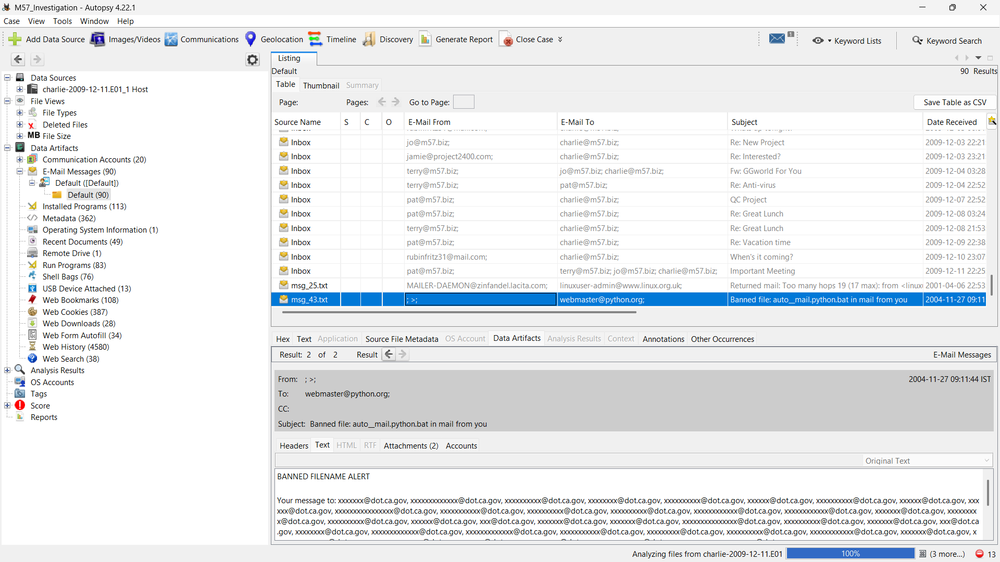 M57_Investigation - Autopsy 4.22.1
Case View Tools Window Help
Add Data Source Images/Videos Communications Geolocation Timeline Discovery Generate Report Close Case 1 Keyword Lists Keyword Search
Data Sources
charlie-2009-12-11.E01_1 Host
File Views
File Types
Deleted Files
MB File Size
Data Artifacts
Communication Accounts (20)
E-Mail Messages (90)
Default ([Default])
Default (90)
Installed Programs (113)
Metadata (362)
Operating System Information (1)
Recent Documents (49)
Remote Drive (1)
Run Programs (83)
Shell Bags (76)
USB Device Attached (13)
Web Bookmarks (108)
Web Cookies (387)
Web Downloads (28)
Web Form Autofill (34)
Web History (4580)
Web Search (38)
Analysis Results
OS Accounts
Tags
Score
Reports
Listing
Default 90 Results
Table Thumbnail Summary
Page: Pages: Go to Page: Save Table as CSV
Source Name S C O E-Mail From E-Mail To Subject Date Received
Inbox jo@m57.biz; charlie@m57.biz; Re: New Project 2009-12-03 22:21
Inbox jamie@project2400.com; charlie@m57.biz; Re: Interested? 2009-12-03 23:21
Inbox terry@m57.biz; jo@m57.biz; charlie@m57.biz; Fw: GGworld For You 2009-12-04 03:28
Inbox terry@m57.biz; pat@m57.biz; Re: Anti-virus 2009-12-04 22:52
Inbox pat@m57.biz; charlie@m57.biz; QC Project 2009-12-07 22:52
Inbox pat@m57.biz; charlie@m57.biz; Re: Great Lunch 2009-12-08 03:24
Inbox terry@m57.biz; charlie@m57.biz; Re: Great Lunch 2009-12-08 21:53
Inbox pat@m57.biz; charlie@m57.biz; Re: Vacation time 2009-12-09 22:38
Inbox rubinfritz31@mail.com; charlie@m57.biz; When's it coming? 2009-12-10 23:07
Inbox pat@m57.biz; terry@m57.biz; jo@m57.biz; charlie@m57.biz; Important Meeting 2009-12-11 22:25
msg_25.txt MAILER-DAEMON@zinfandel.lacita.com; linuxuser-admin@www.linux.org.uk; Returned mail: Too many hops 19 (17 max): from <linuxu 2001-04-06 22:53
msg_43.txt ; >; webmaster@python.org; Banned file: auto__mail.python.bat in mail from you 2004-11-27 09:11
Hex Text Application Source File Metadata OS Account Data Artifacts Analysis Results Context Annotations Other Occurrences
Result: 2 of 2 Result E-Mail Messages
From: ; >; 2004-11-27 09:11:44 IST
To: webmaster@python.org;
CC:
Subject: Banned file: auto__mail.python.bat in mail from you
Headers Text HTML RTF Attachments (2) Accounts
Original Text
BANNED FILENAME ALERT
Your message to: xxxxxxx@dot.ca.gov, xxxxxxxxxxxxx@dot.ca.gov, xxxxxxxxxx@dot.ca.gov, xxxxxxxx@dot.ca.gov, xxxxxxxxxx@dot.ca.gov, xxxxxx@dot.ca.gov, xxxxxxxxxx@dot.ca.gov, xxxxxx@dot.ca.gov, xxx
xxx@dot.ca.gov, xxxxxxxxxxxxxxxx@dot.ca.gov, xxxxxxxxxxx@dot.ca.gov, xxxxxxxxxx@dot.ca.gov, xxxxxxxxxx@dot.ca.gov, xxxxxxxxxxxx@dot.ca.gov, xxxxxxxxxxxx@dot.ca.gov, xxxxxxx@dot.ca.gov, xxxxxxxx
x@dot.ca.gov, xxxxxxxxxx@dot.ca.gov, xxxxxx@dot.ca.gov, xxx@dot.ca.gov, xxxxxxx@dot.ca.gov, xxxxxxx@dot.ca.gov, xxxxxxxxxxxxxxx@dot.ca.gov, xxxxxxxxxx@dot.ca.gov, xxxxxxx@dot.ca.gov, xxx@dot.ca
.gov, xxxxxxxx@dot.ca.gov, xxxxxxxxxxxxx@dot.ca.gov, xxxxxxxxxxxxx@dot.ca.gov, xxxxxxxxxxx@dot.ca.gov, xxxxxxxxx@dot.ca.gov, xxxxxxxxxx@dot.ca.gov, xxxxxxxxxxxx@dot.ca.gov, xxxxxxx@dot.ca.gov, x
Analyzing files from charlie-2009-12-11.E01 100% (3 more...) 13